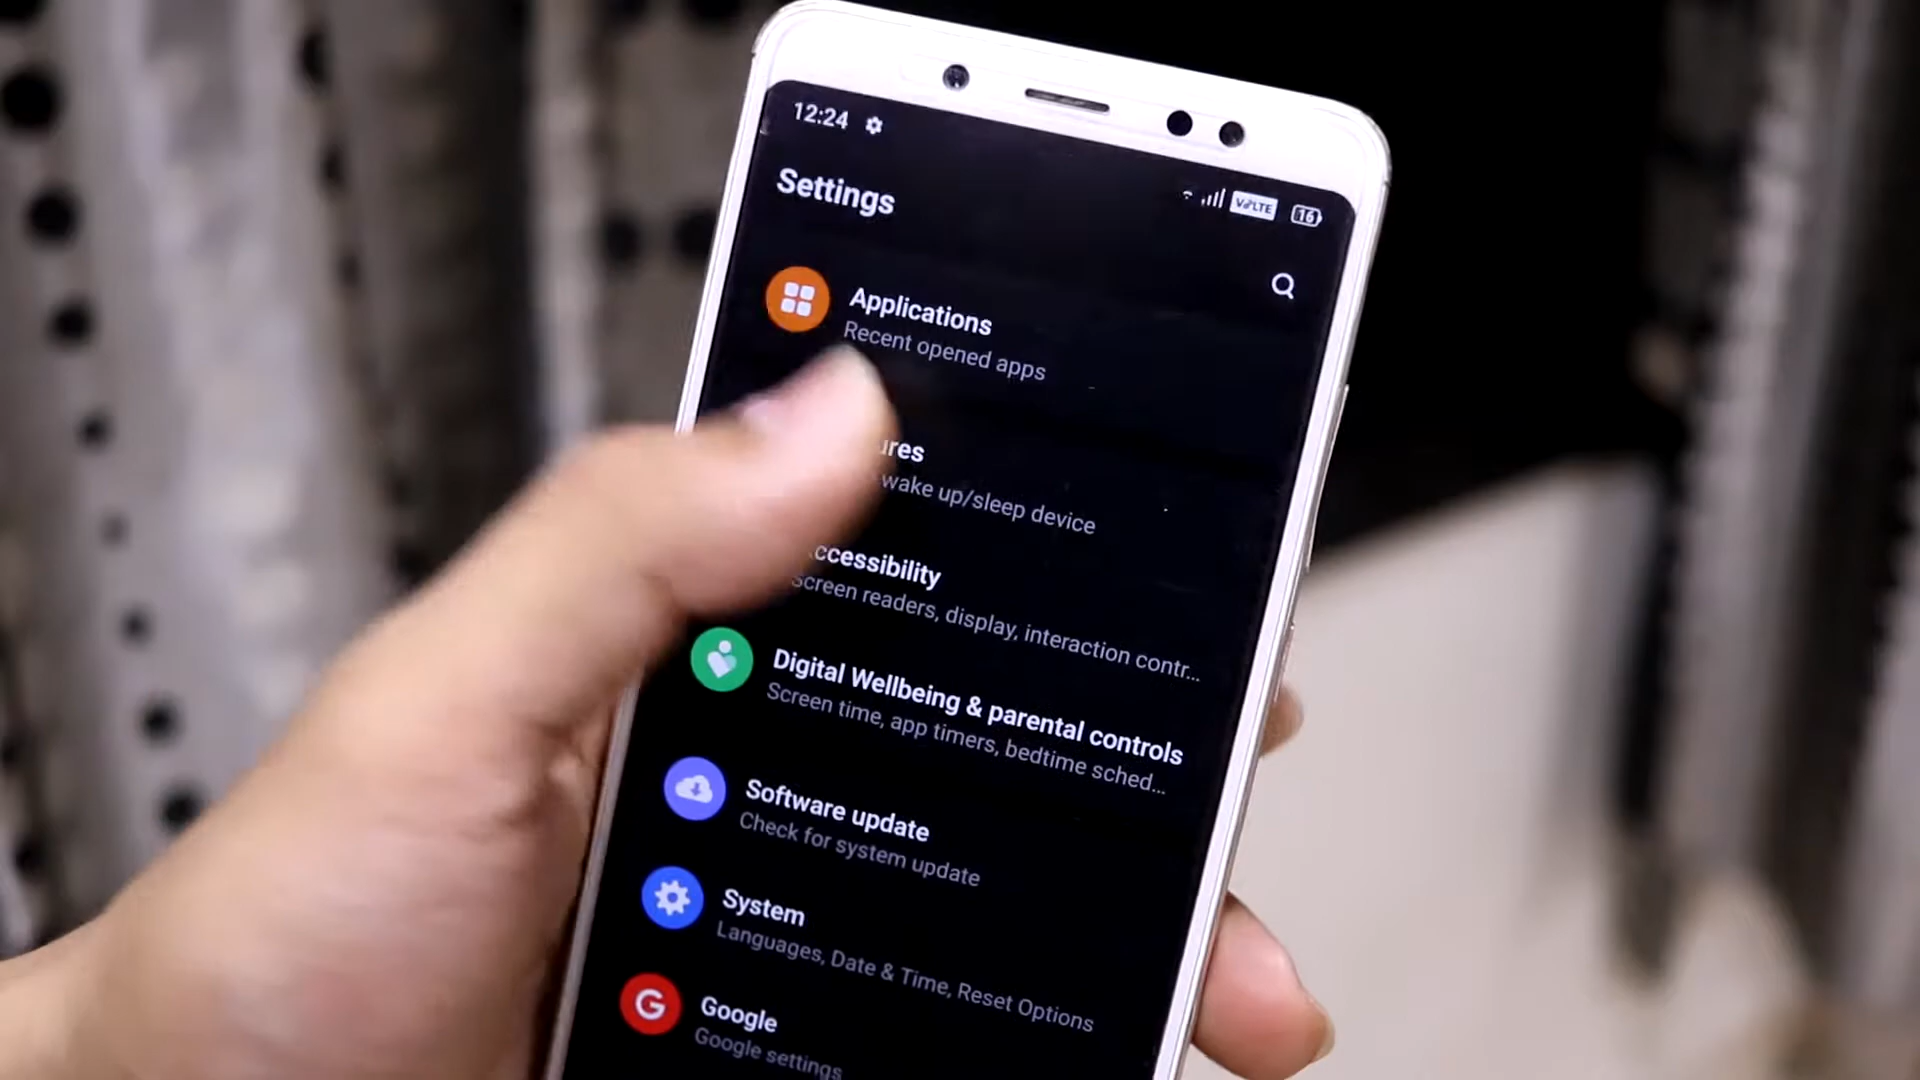 12:24
VoLTE 16
Settings
Applications
Recent opened apps
wake up/sleep device
Screen readers, display, interaction contr...
Digital Wellbeing & parental controls
Screen time, app timers, bedtime sched...
Software update
Check for system update
System
Languages, Date & Time, Reset Options
G
Google
Google settings